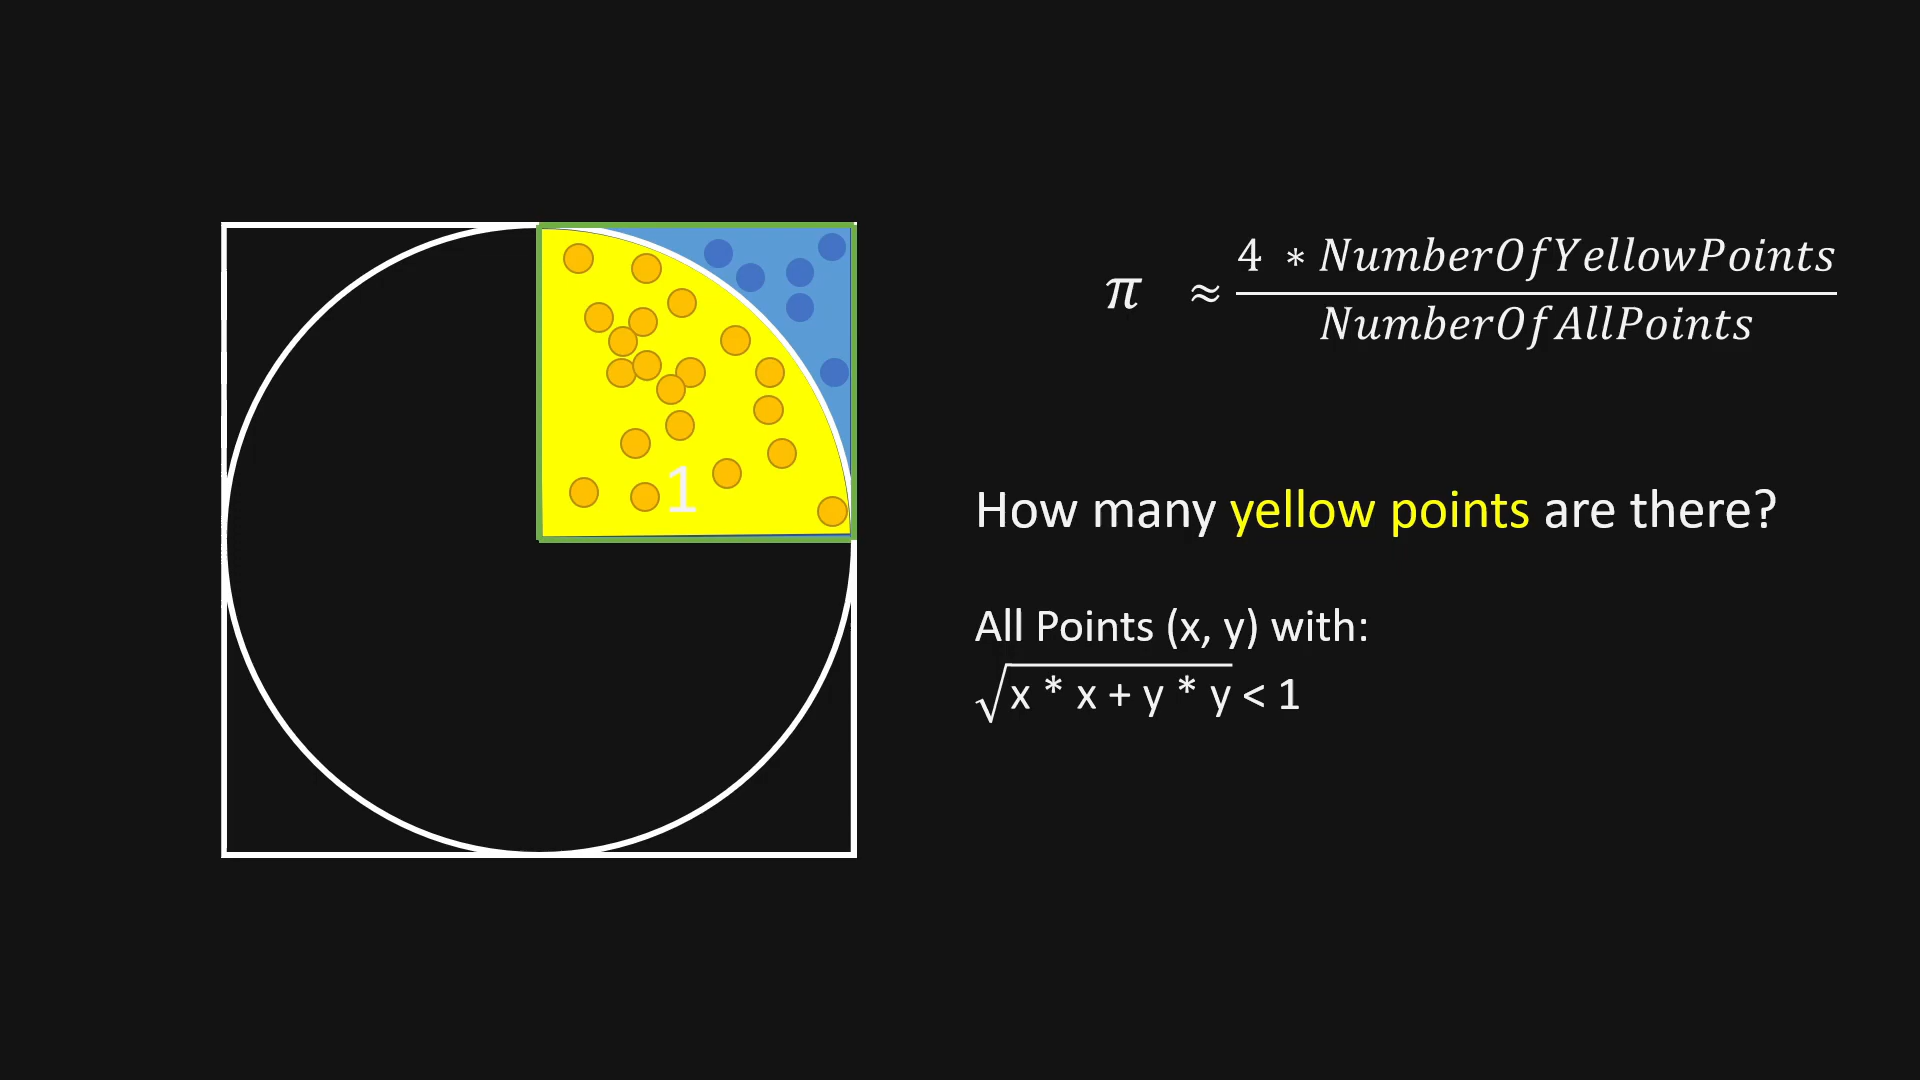 1
π ≈ 4 * NumberOfYellowPoints
NumberOfAllPoints
How many yellow points are there?
All Points (x, y) with:
√x * x + y * y < 1